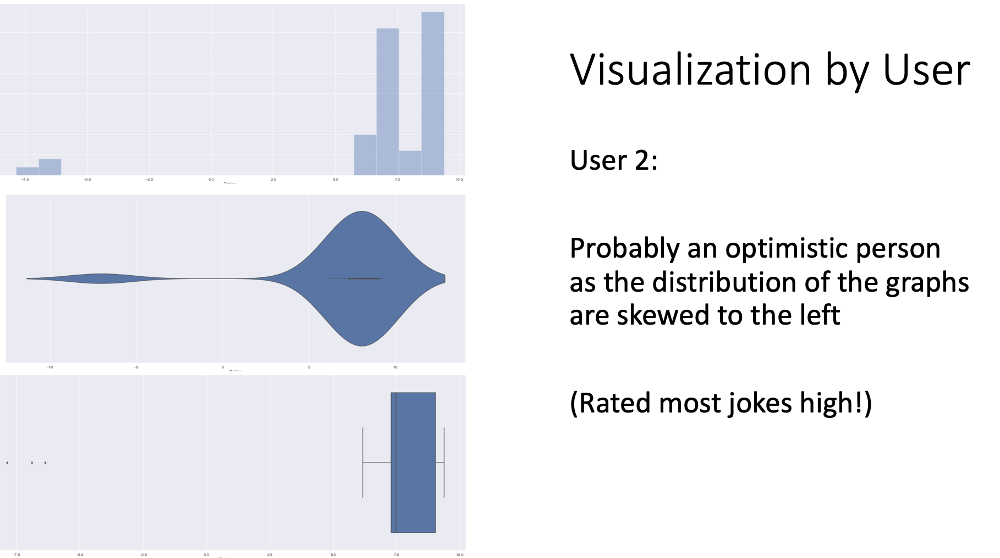 Visualization by User
User 2:
Probably an optimistic person
as the distribution of the graphs
are skewed to the left
(Rated most jokes high!)
−7.5 −5.0 −2.5 0.0 2.5 5.0 7.5 10.0
−10 −5 0 5 10
−7.5 −5.0 −2.5 0.0 2.5 5.0 7.5 10.0